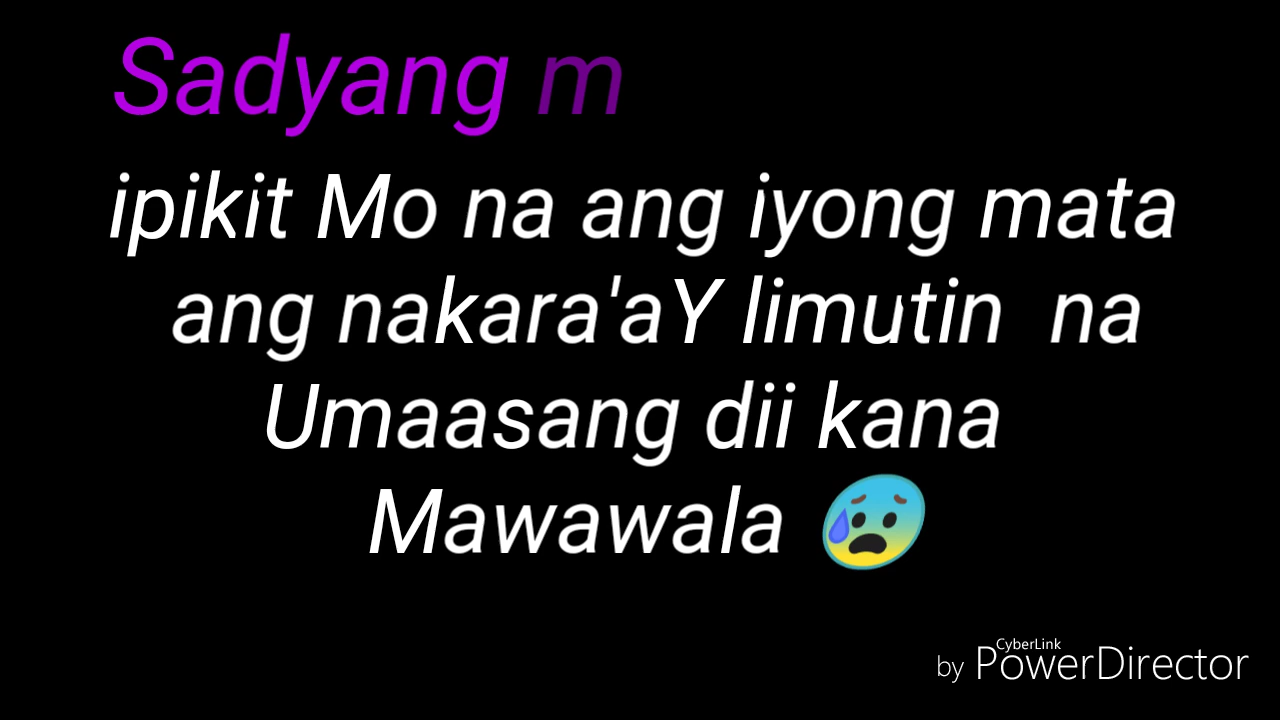 Sadyang m
ipikit Mo na ang iyong mata
ang nakara'aY limutin na
Umaasang dii kana
Mawawala 😰
by CyberLink PowerDirector